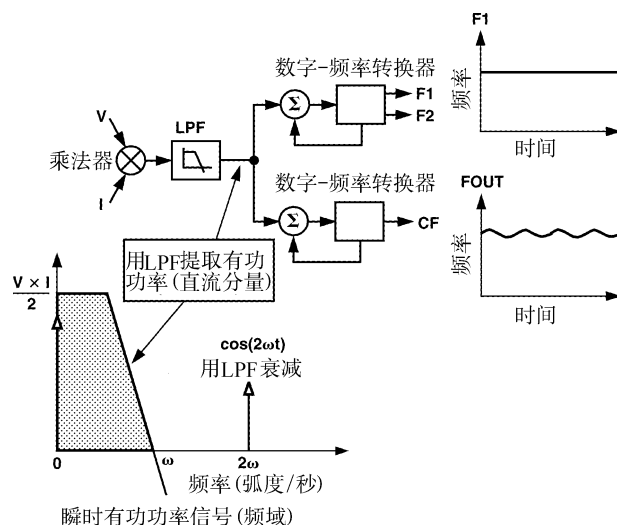 F1
频率
时间
数字-频率转换器
Σ
F1
F2
V
LPF
乘法器
I
数字-频率转换器
Σ
CF
FOUT
频率
时间
用LPF提取有功
功率(直流分量)
V × I
2
cos(2ωt)
用LPF衰减
0
ω
2ω
频率(弧度/秒)
瞬时有功功率信号(频域)